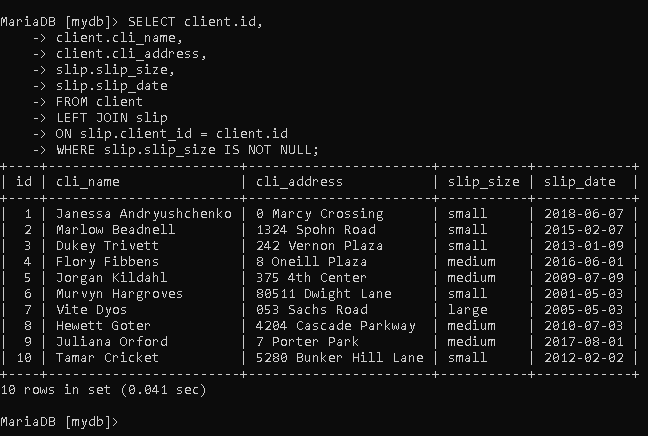 MariaDB [mydb]> SELECT client.id,
    -> client.cli_name,
    -> client.cli_address,
    -> slip.slip_size,
    -> slip.slip_date
    -> FROM client
    -> LEFT JOIN slip
    -> ON slip.client_id = client.id
    -> WHERE slip.slip_size IS NOT NULL;
+----+-----------------------+------------------------+-----------+------------+
| id | cli_name              | cli_address            | slip_size | slip_date  |
+----+-----------------------+------------------------+-----------+------------+
|  1 | Janessa Andryushchenko | 0 Marcy Crossing       | small     | 2018-06-07 |
|  2 | Marlow Beadnell       | 1324 Spohn Road        | small     | 2015-02-07 |
|  3 | Dukey Trivett         | 242 Vernon Plaza       | small     | 2013-01-09 |
|  4 | Flory Fibbens         | 8 Oneill Plaza         | medium    | 2016-06-01 |
|  5 | Jorgan Kildahl        | 375 4th Center         | medium    | 2009-07-09 |
|  6 | Murvyn Hargroves      | 80511 Dwight Lane      | small     | 2001-05-03 |
|  7 | Vite Dyos             | 053 Sachs Road         | large     | 2005-05-03 |
|  8 | Hewett Goter          | 4204 Cascade Parkway   | medium    | 2010-07-03 |
|  9 | Juliana Orford        | 7 Porter Park          | medium    | 2017-08-01 |
| 10 | Tamar Cricket         | 5280 Bunker Hill Lane  | small     | 2012-02-02 |
+----+-----------------------+------------------------+-----------+------------+
10 rows in set (0.041 sec)
MariaDB [mydb]>